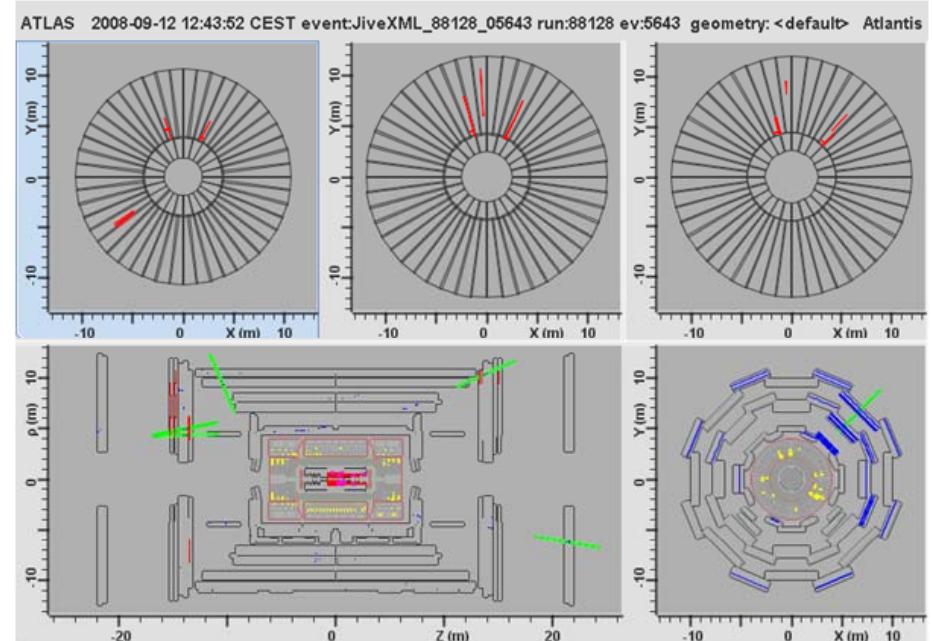 ATLAS 2008-09-12 12:43:52 CEST event:JiveXML_88128_05643 run:88128 ev:5643 geometry: <default> Atlantis
10
Y (m)
0
-10
-10 0 X (m) 10
10
Y (m)
0
-10
-10 0 X (m) 10
10
Y (m)
0
-10
-10 0 X (m) 10
10
ρ (m)
0
-10
-20 0 Z (m) 20
10
Y (m)
0
-10
-10 0 X (m) 10